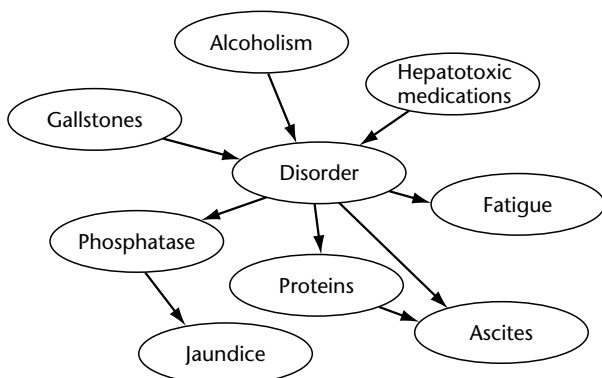 Alcoholism
Hepatotoxic
medications
Gallstones
Disorder
Fatigue
Phosphatase
Proteins
Ascites
Jaundice